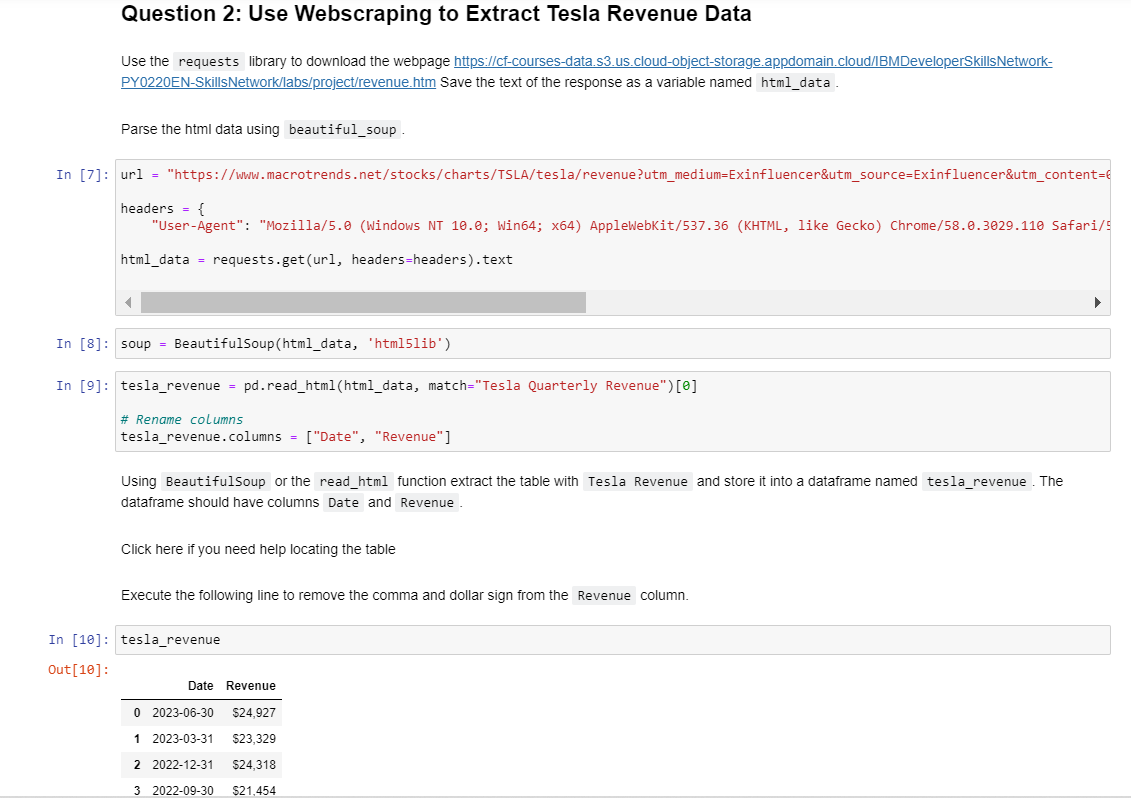 Question 2: Use Webscraping to Extract Tesla Revenue Data
Use the requests library to download the webpage https://cf-courses-data.s3.us.cloud-object-storage.appdomain.cloud/IBMDeveloperSkillsNetwork-
PY0220EN-SkillsNetwork/labs/project/revenue.htm Save the text of the response as a variable named html_data .
Parse the html data using beautiful_soup .
In [7]: url = "https://www.macrotrends.net/stocks/charts/TSLA/tesla/revenue?utm_medium=Exinfluencer&utm_source=Exinfluencer&utm_content=
headers = {
"User-Agent": "Mozilla/5.0 (Windows NT 10.0; Win64; x64) AppleWebKit/537.36 (KHTML, like Gecko) Chrome/58.0.3029.110 Safari/5
html_data = requests.get(url, headers=headers).text
In [8]: soup = BeautifulSoup(html_data, 'html5lib')
In [9]: tesla_revenue = pd.read_html(html_data, match="Tesla Quarterly Revenue")[0]
# Rename columns
tesla_revenue.columns = ["Date", "Revenue"]
Using BeautifulSoup or the read_html function extract the table with Tesla Revenue and store it into a dataframe named tesla_revenue . The
dataframe should have columns Date and Revenue .
Click here if you need help locating the table
Execute the following line to remove the comma and dollar sign from the Revenue column.
In [10]: tesla_revenue
Out[10]:
Date Revenue
0 2023-06-30 $24,927
1 2023-03-31 $23,329
2 2022-12-31 $24,318
3 2022-09-30 $21,454